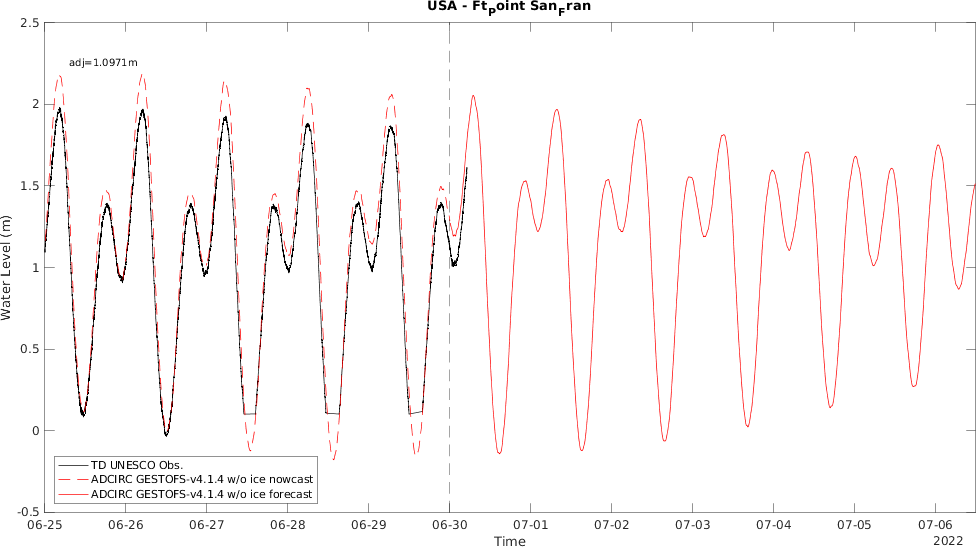 USA - FtPoint SanFran
adj=1.0971m
2.5
2
1.5
1
0.5
0
-0.5
Water Level (m)
TD UNESCO Obs.
ADCIRC GESTOFS-v4.1.4 w/o ice nowcast
ADCIRC GESTOFS-v4.1.4 w/o ice forecast
06-25 06-26 06-27 06-28 06-29 06-30 07-01 07-02 07-03 07-04 07-05 07-06
Time
2022